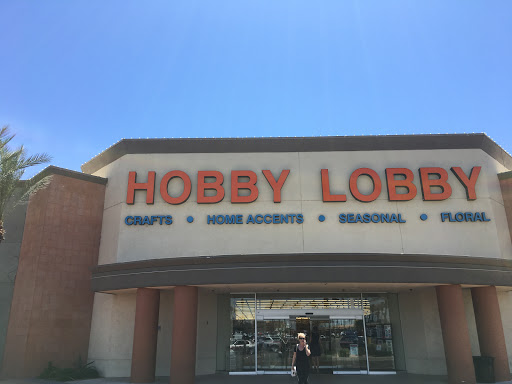 HOBBY LOBBY
CRAFTS • HOME ACCENTS • SEASONAL • FLORAL